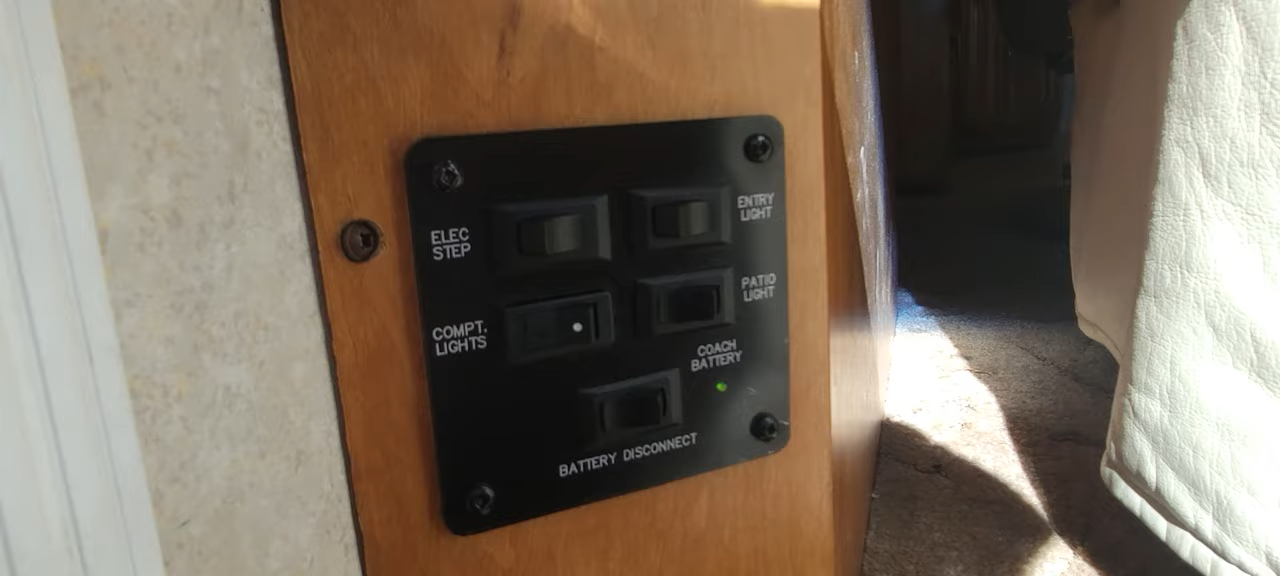 ELEC
STEP
ENTRY
LIGHT
COMPT.
LIGHTS
PATIO
LIGHT
COACH
BATTERY
BATTERY DISCONNECT